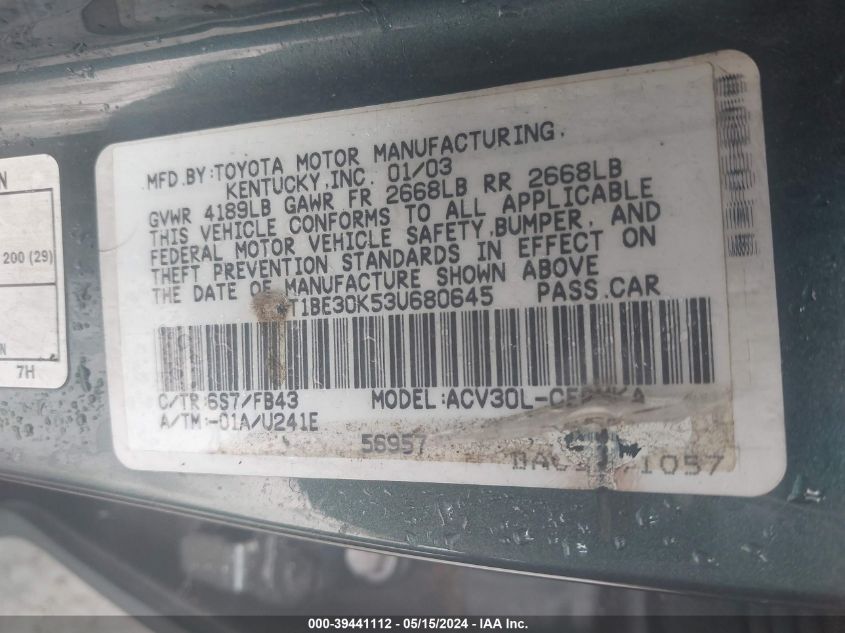 MFD.BY:TOYOTA MOTOR MANUFACTURING,
KENTUCKY,INC. 01/03
GVWR 4189LB GAWR FR 2668LB RR 2668LB
THIS VEHICLE CONFORMS TO ALL APPLICABLE
FEDERAL MOTOR VEHICLE SAFETY,BUMPER, AND
THEFT PREVENTION STANDARDS IN EFFECT ON
THE DATE OF MANUFACTURE SHOWN ABOVE
T1BE30K53U680645 PASS.CAR
C/TR:6S7/FB43 MODEL:ACV30L-
A/TM:-01A/U241E
56957
1057
N
200 (29)
N
7H
000-39441112 - 05/15/2024 - IAA Inc.